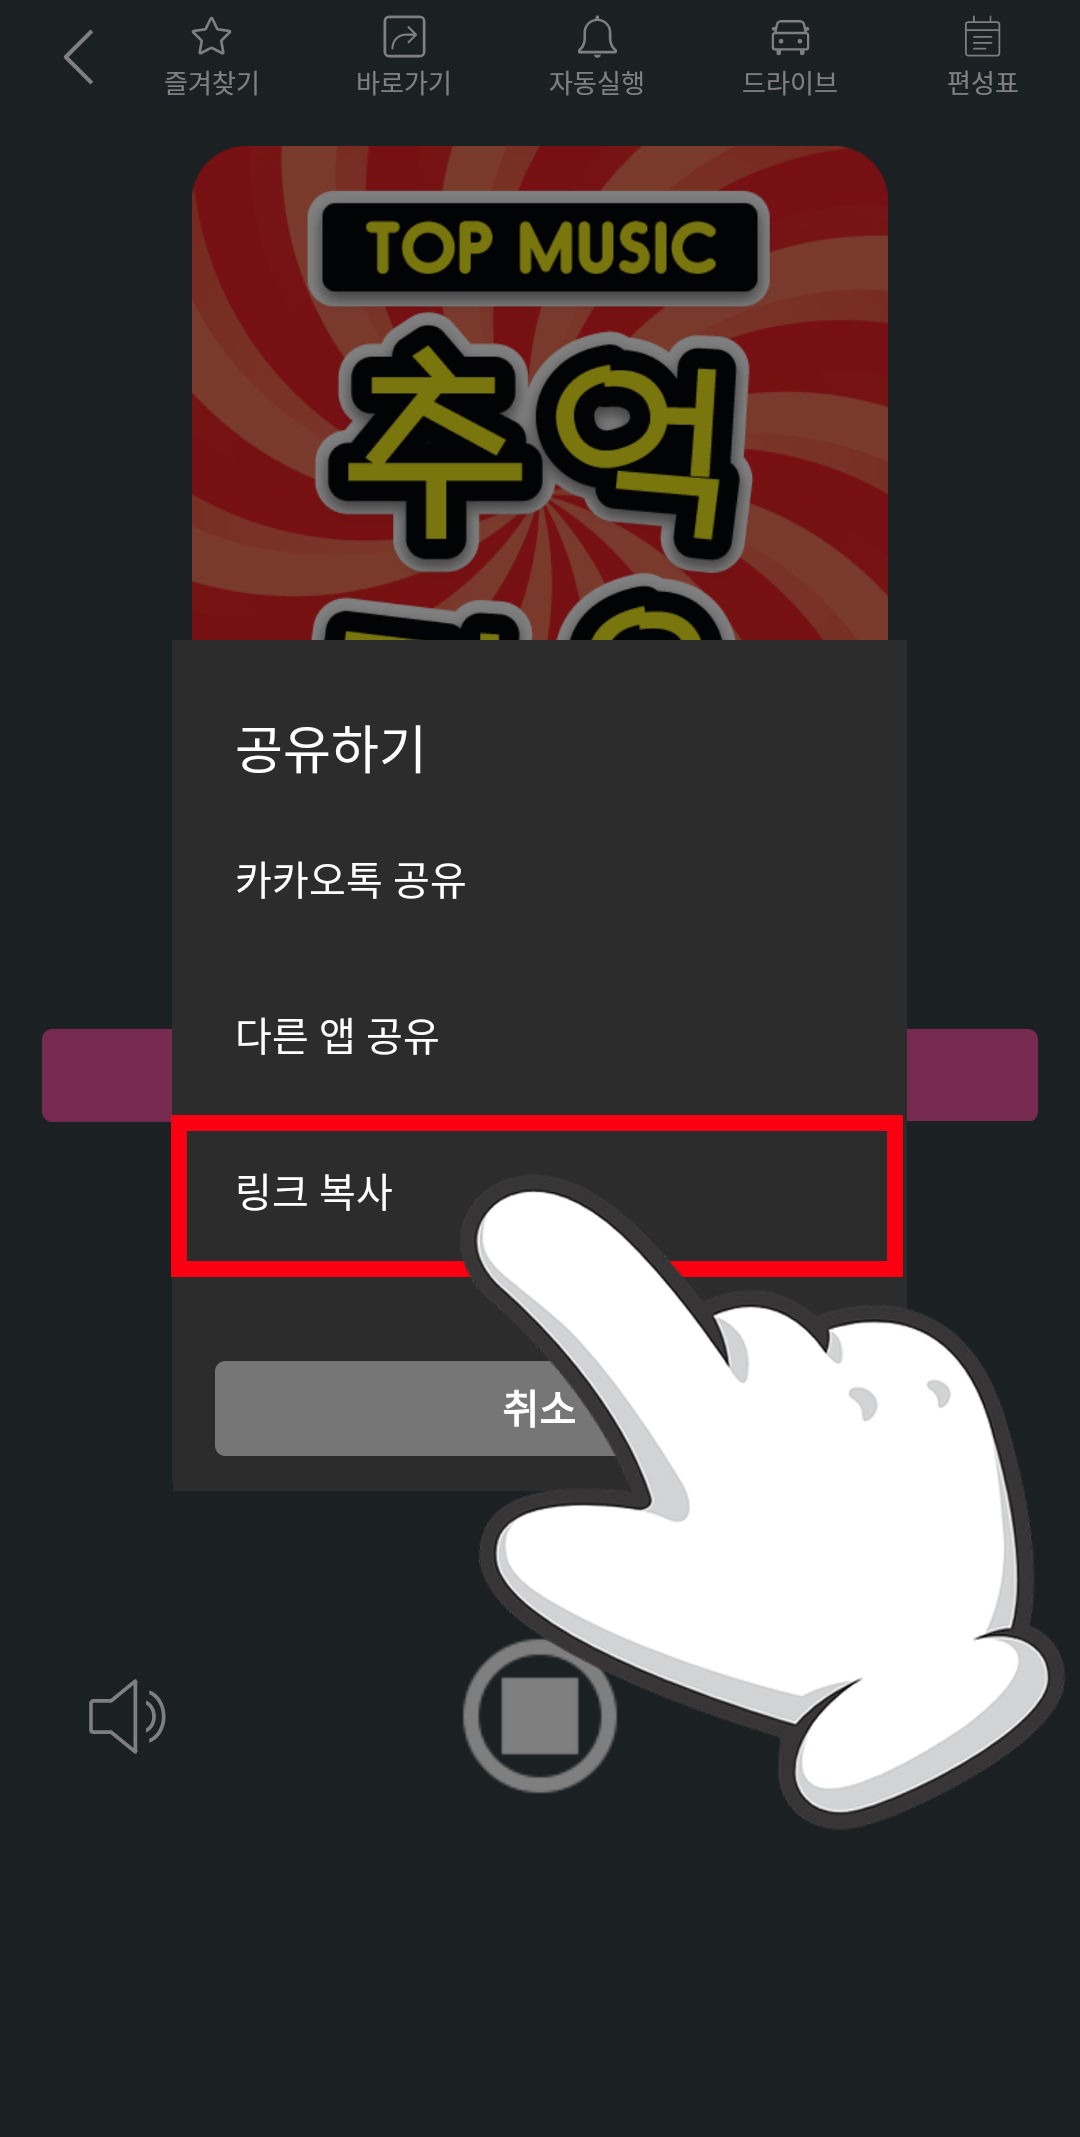 즐겨찾기 바로가기 자동실행 드라이브 편성표
TOP MUSIC
추억
공유하기
카카오톡 공유
다른 앱 공유
링크 복사
취소